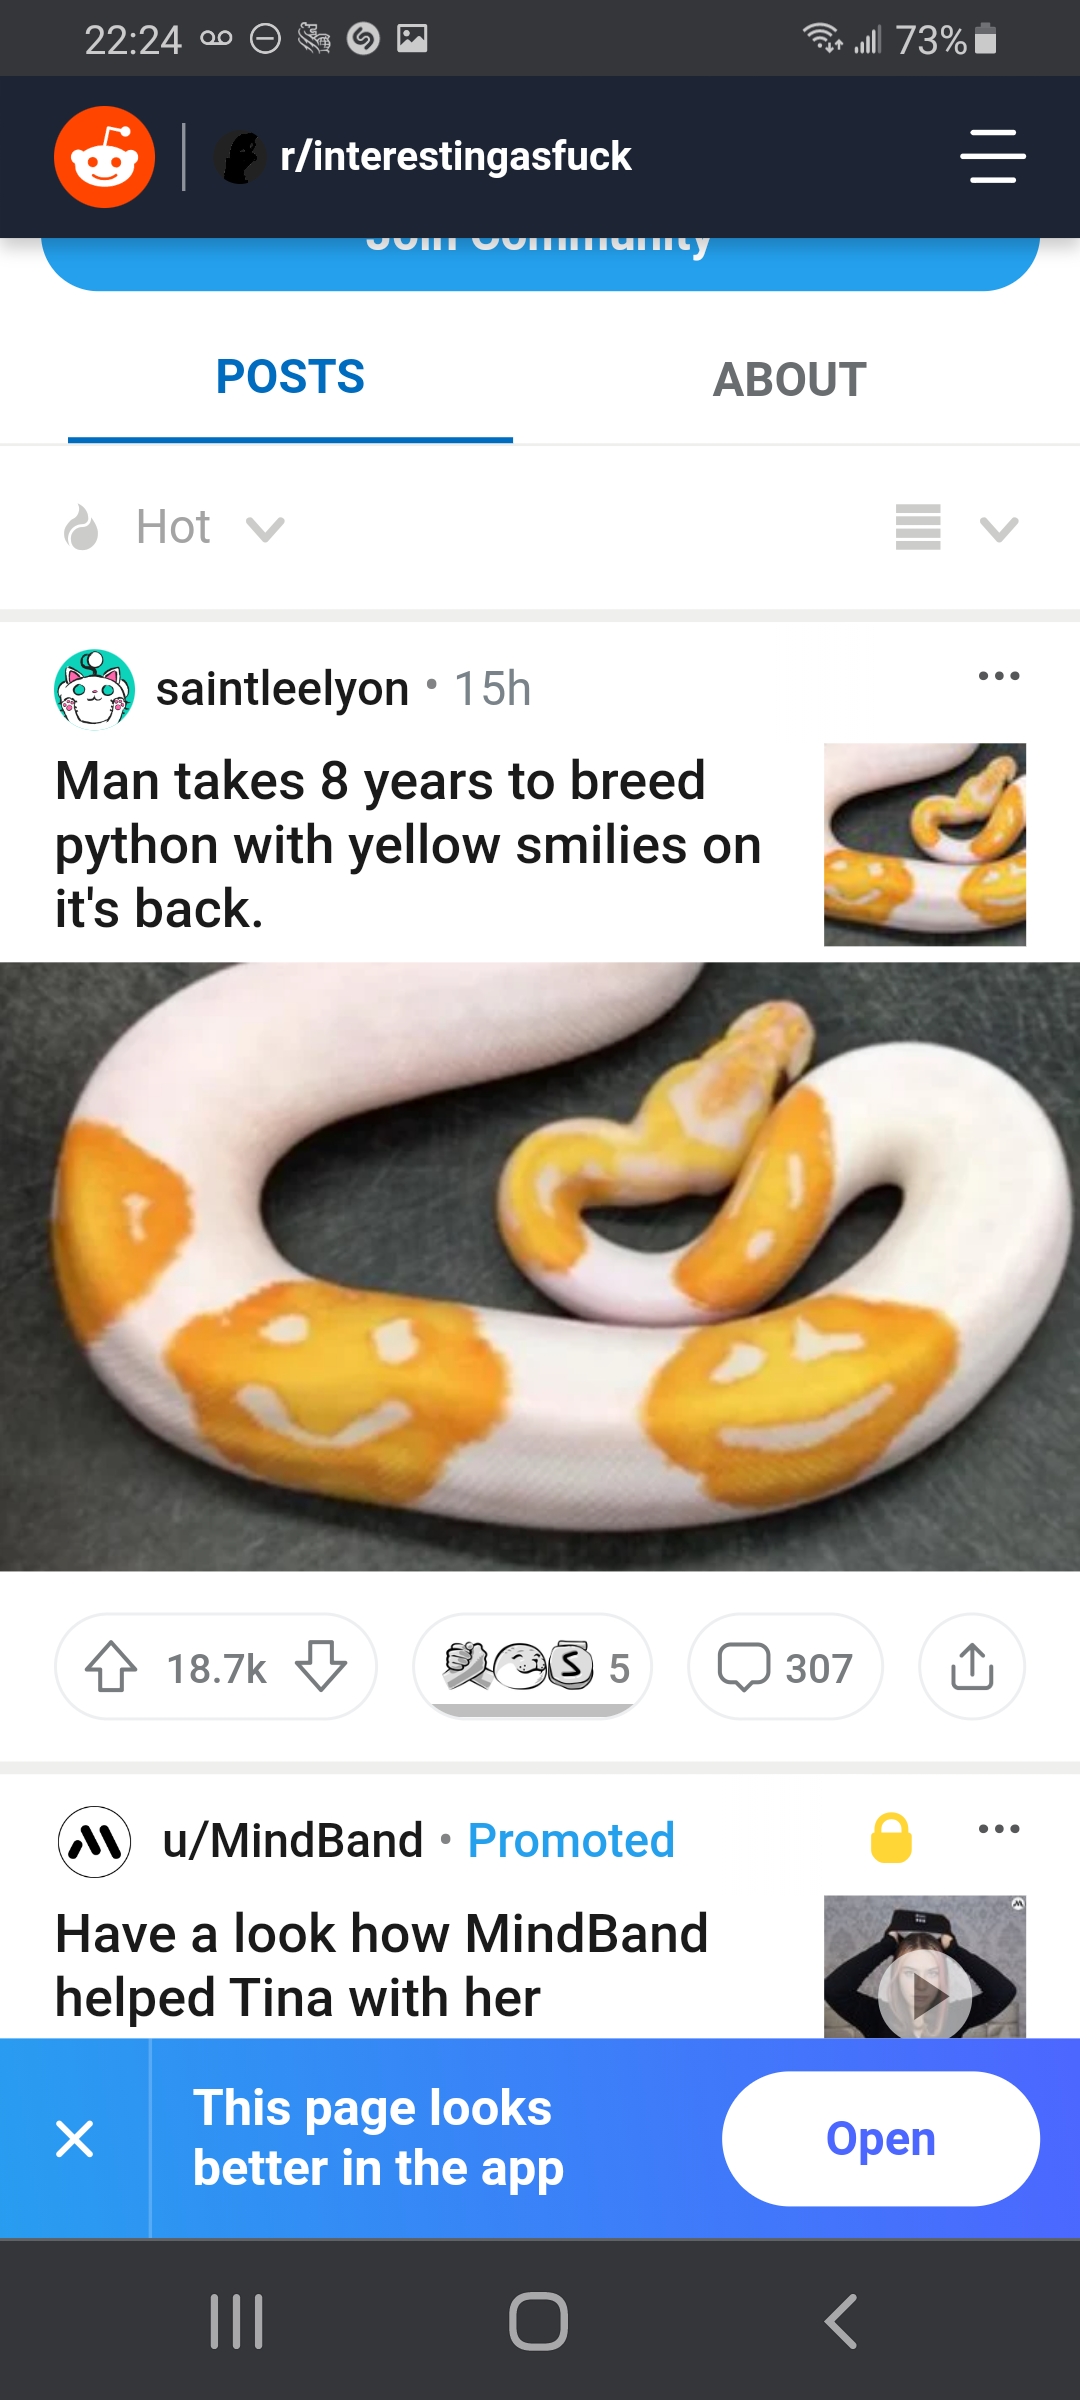 22:24 73%
r/interestingasfuck
Join Community
POSTS ABOUT
Hot
saintleelyon • 15h
Man takes 8 years to breed
python with yellow smilies on
it's back.
18.7k 5 307
u/MindBand • Promoted
Have a look how MindBand
helped Tina with her
This page looks
better in the app
Open